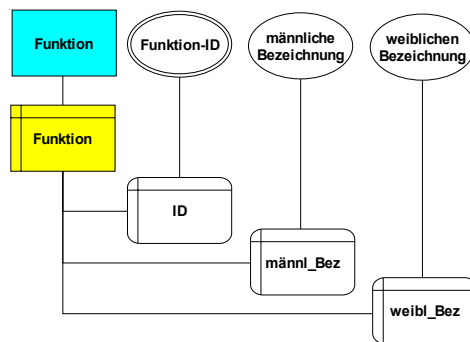 Funktion
Funktion-ID
männliche
Bezeichnung
weiblichen
Bezeichnung
Funktion
ID
männl_Bez
weibl_Bez